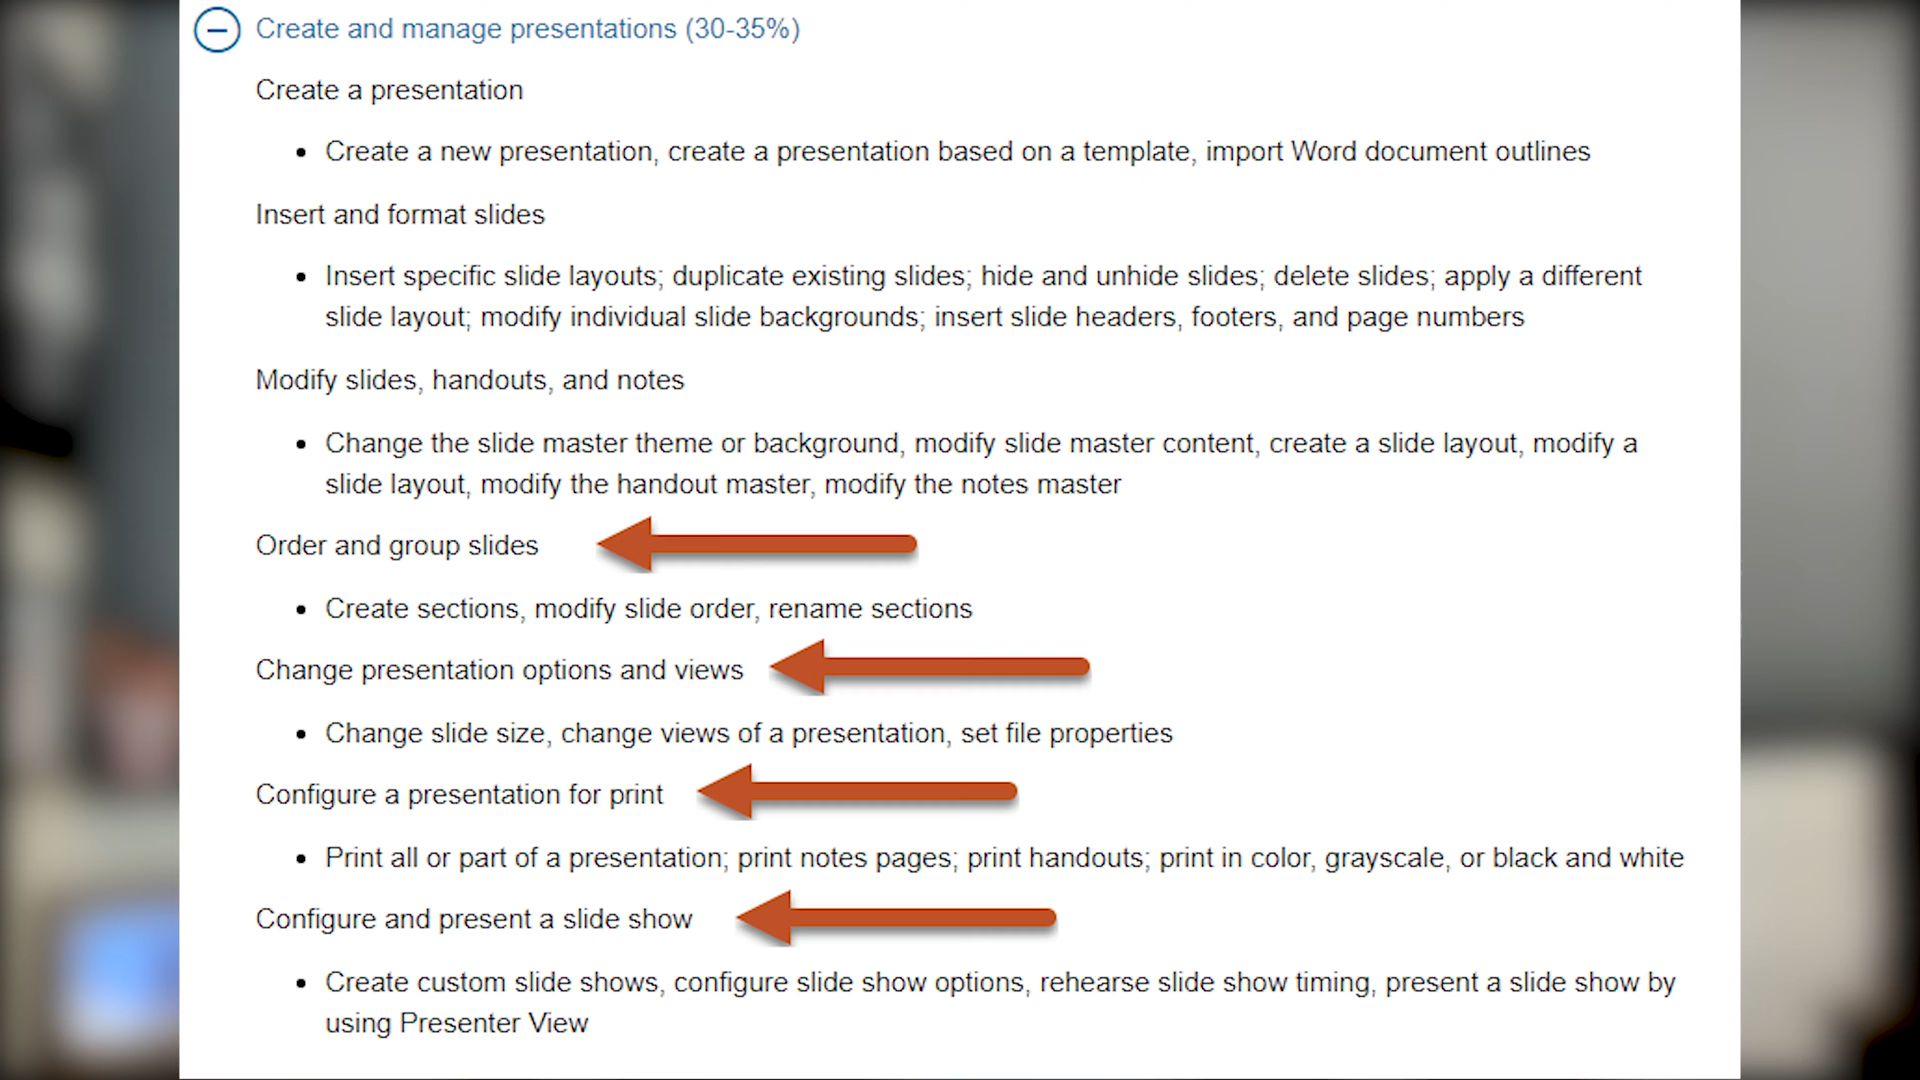 Create and manage presentations (30-35%)
Create a presentation
• Create a new presentation, create a presentation based on a template, import Word document outlines
Insert and format slides
• Insert specific slide layouts; duplicate existing slides; hide and unhide slides; delete slides; apply a different
slide layout; modify individual slide backgrounds; insert slide headers, footers, and page numbers
Modify slides, handouts, and notes
• Change the slide master theme or background, modify slide master content, create a slide layout, modify a
slide layout, modify the handout master, modify the notes master
Order and group slides
• Create sections, modify slide order, rename sections
Change presentation options and views
• Change slide size, change views of a presentation, set file properties
Configure a presentation for print
• Print all or part of a presentation; print notes pages; print handouts; print in color, grayscale, or black and white
Configure and present a slide show
• Create custom slide shows, configure slide show options, rehearse slide show timing, present a slide show by
using Presenter View